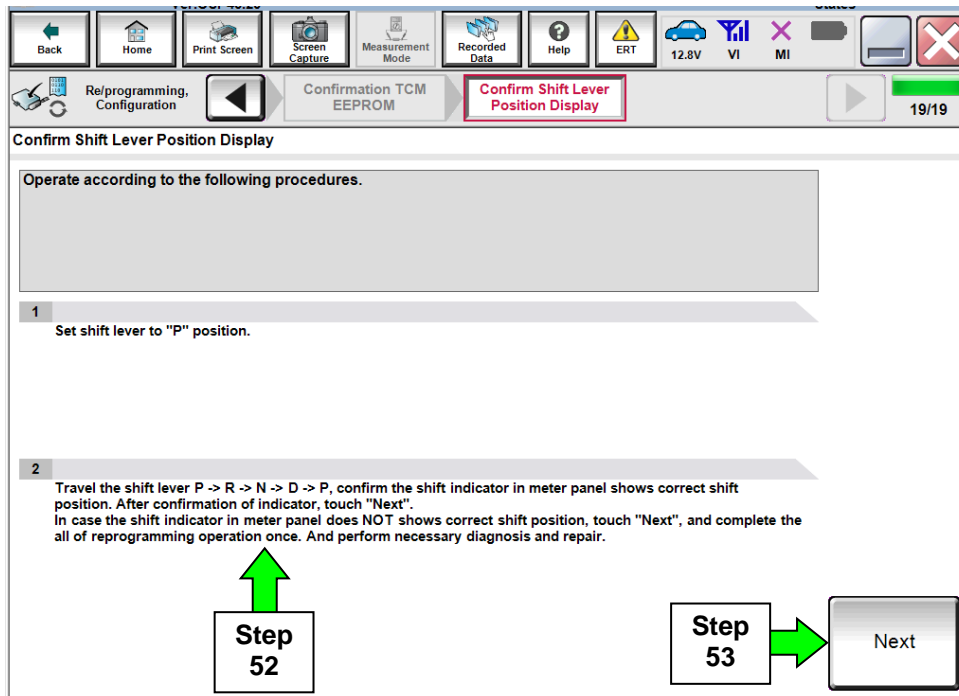 Back
Home
Print Screen
Screen
Capture
Measurement
Mode
Recorded
Data
Help
ERT
12.8V
VI
MI
Re/programming,
Configuration
Confirmation TCM
EEPROM
Confirm Shift Lever
Position Display
19/19
Confirm Shift Lever Position Display
Operate according to the following procedures.
1
Set shift lever to "P" position.
2
Travel the shift lever P -> R -> N -> D -> P, confirm the shift indicator in meter panel shows correct shift
position. After confirmation of indicator, touch "Next".
In case the shift indicator in meter panel does NOT shows correct shift position, touch "Next", and complete the
all of reprogramming operation once. And perform necessary diagnosis and repair.
Step
52
Step
53
Next